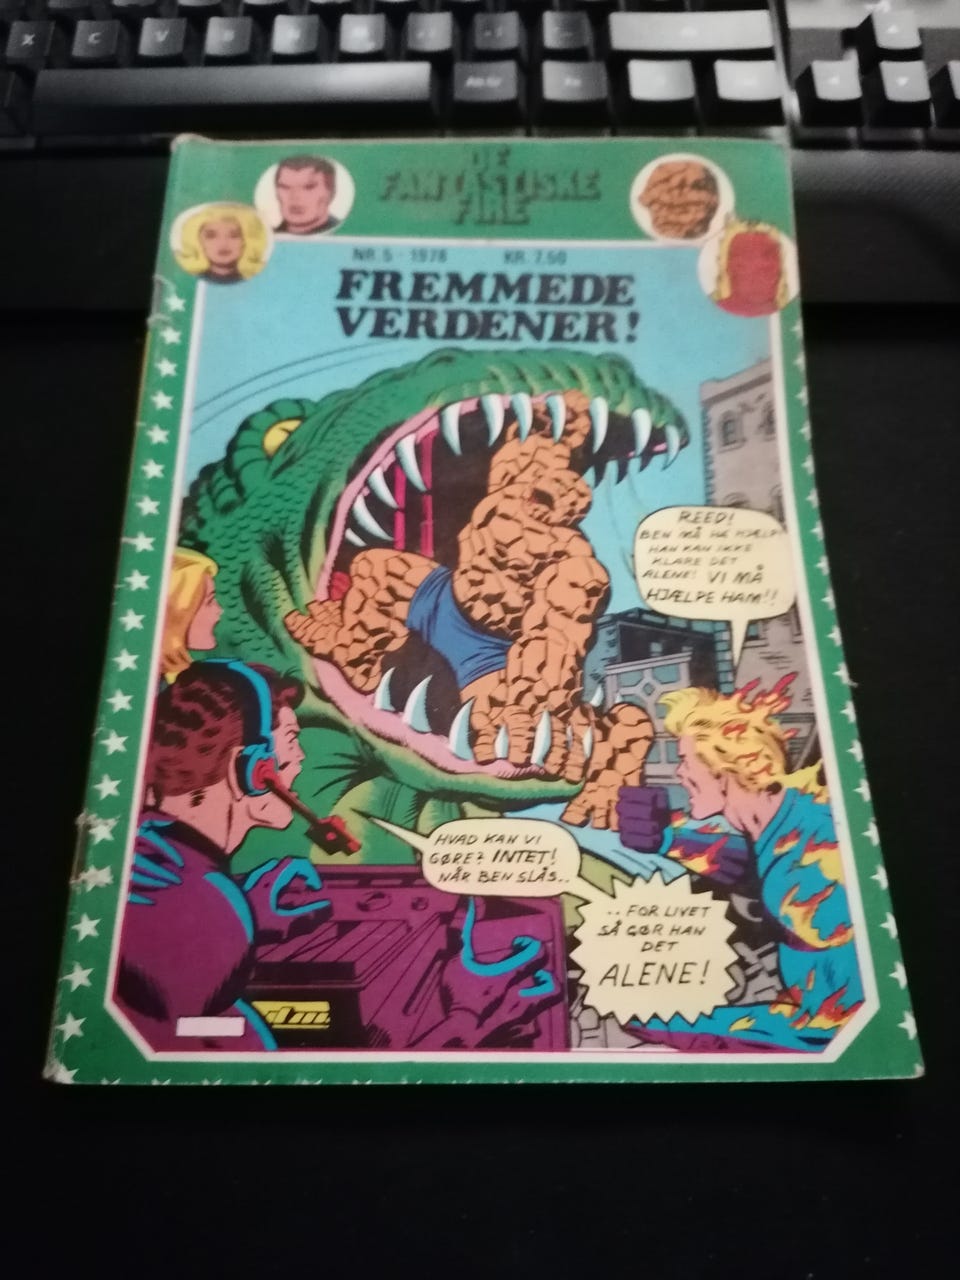 DE
FANTASTISKE
FIRE
NR. 5 - 1978 KR. 7.50
FREMMEDE
VERDENER!
REED!
BEN MÅ HA HJÆLP!
HAN KAN IKKE
KLARE DET
ALENE! VI MÅ
HJÆLPE HAM!!
HVAD KAN VI
GØRE? INTET!
NÅR BEN SLÅS..
.. FOR LIVET
SÅ GØR HAN
DET
ALENE!
X C V B N M
Alt Gr